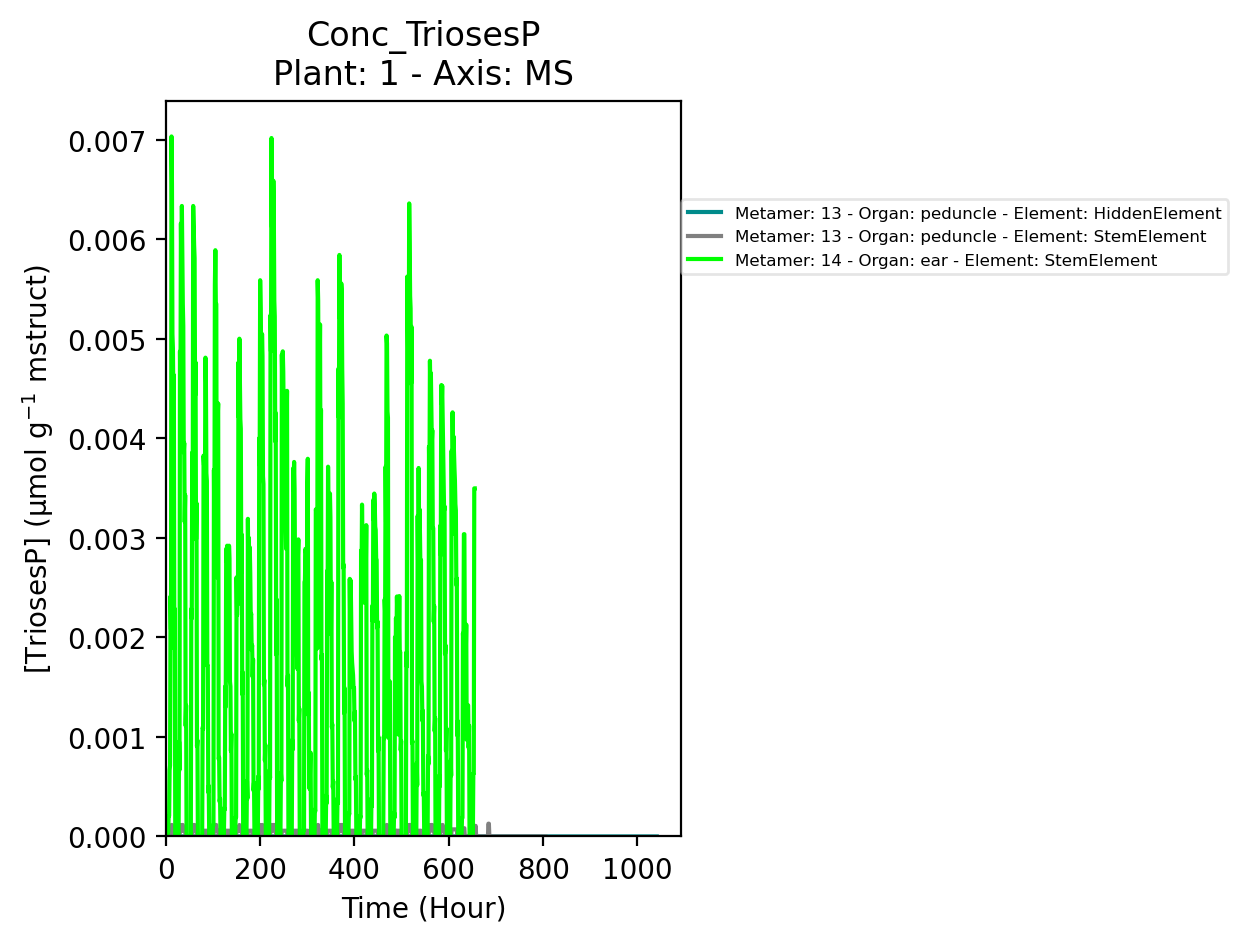 Conc_TriosesP
Plant: 1 - Axis: MS
0.007
0.006
0.005
0.004
0.003
0.002
0.001
0.000
[TriosesP] (µmol g⁻¹ mstruct)
0 200 400 600 800 1000
Time (Hour)
Metamer: 13 - Organ: peduncle - Element: HiddenElement
Metamer: 13 - Organ: peduncle - Element: StemElement
Metamer: 14 - Organ: ear - Element: StemElement